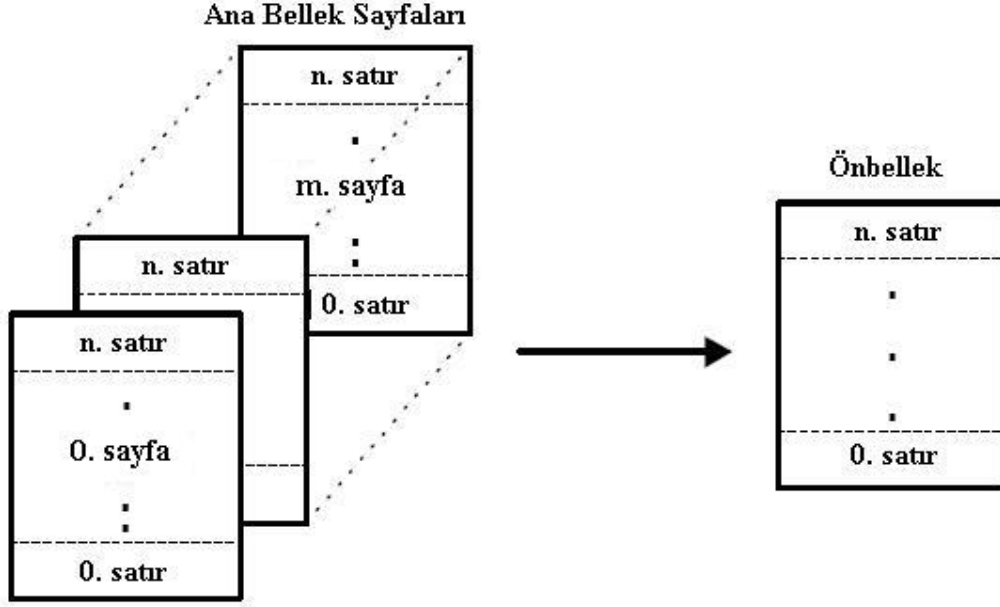 Ana Bellek Sayfaları
n. satır
m. sayfa
0. satır
n. satır
n. satır
0. sayfa
0. satır
Önbellek
n. satır
0. satır